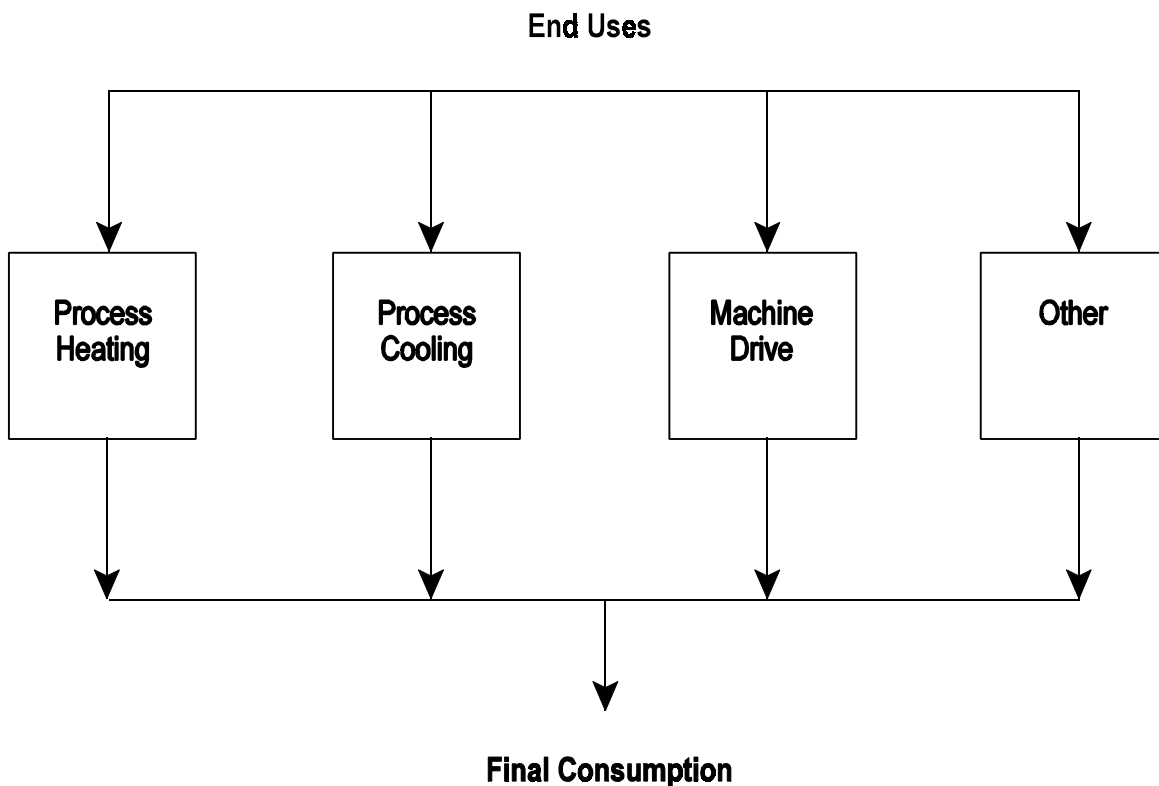 End Uses
Process
Heating
Process
Cooling
Machine
Drive
Other
Final Consumption